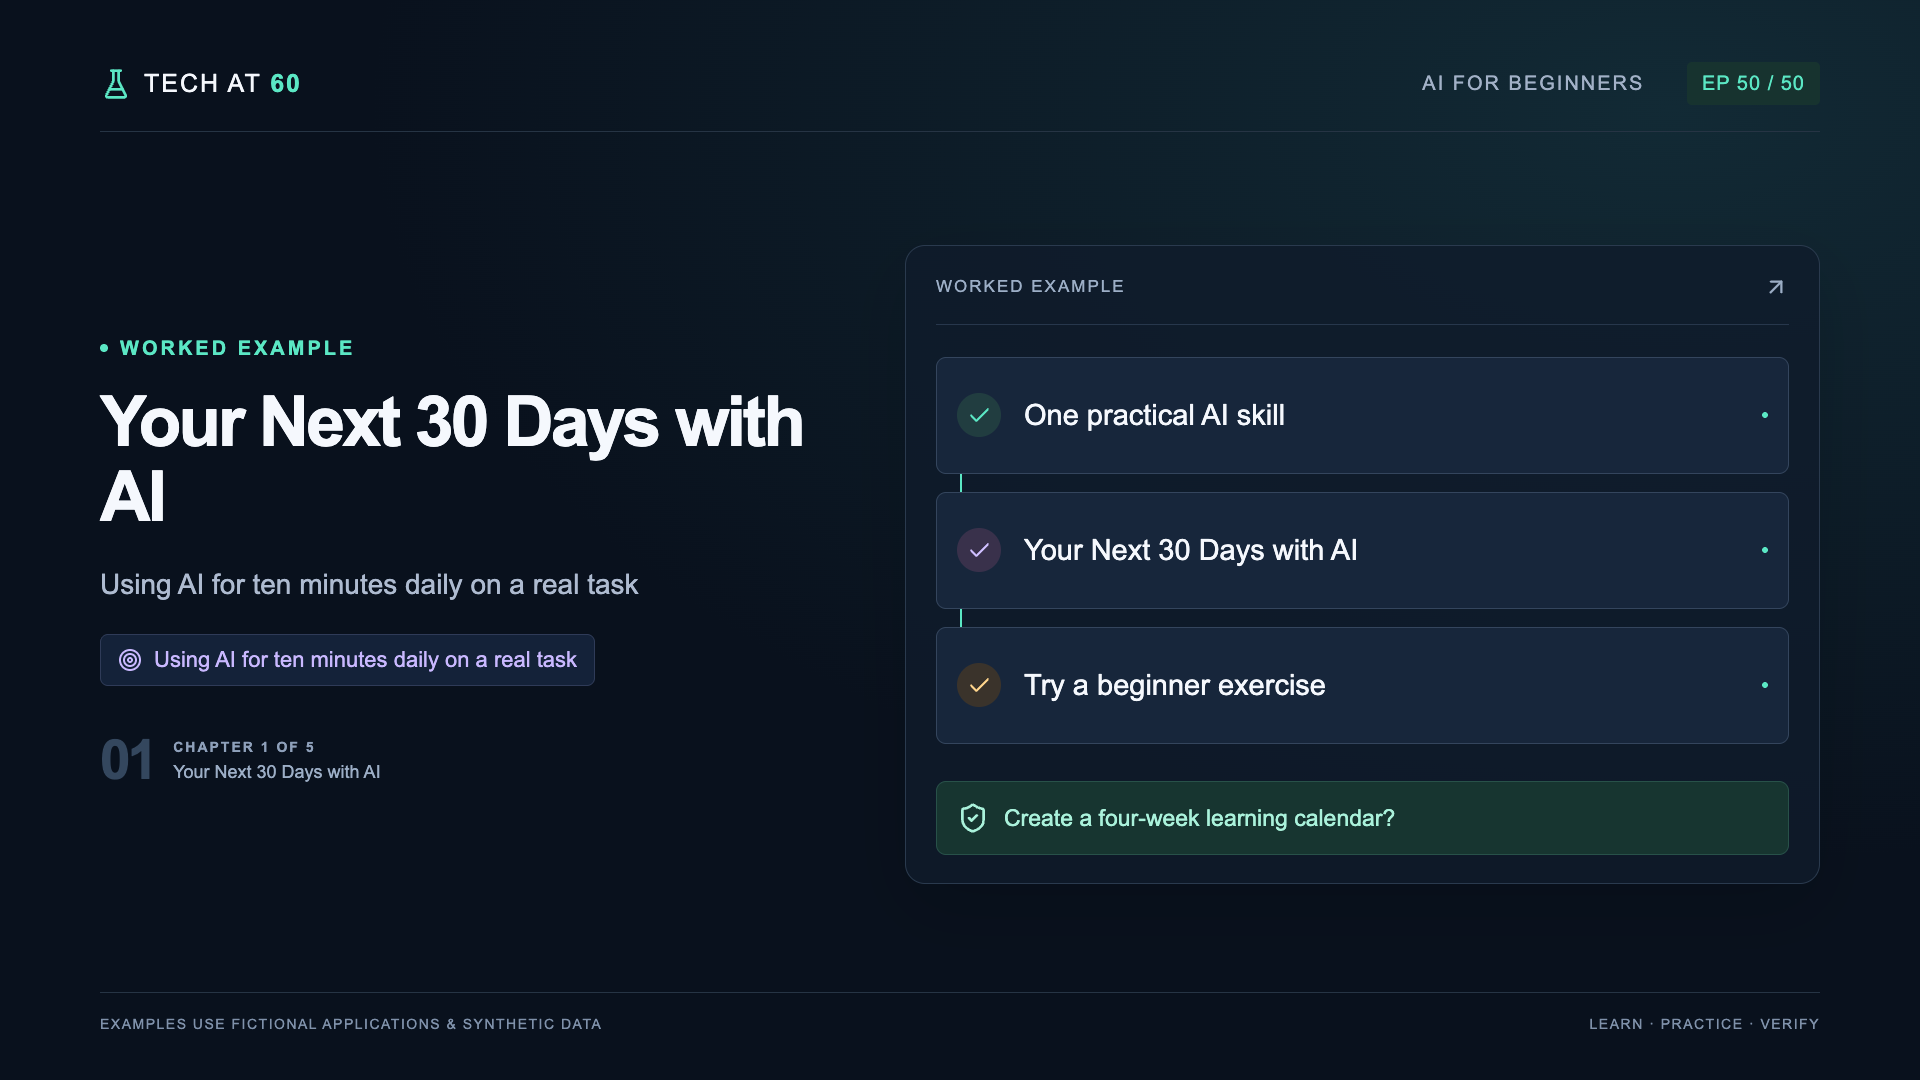 TECH AT 60
AI FOR BEGINNERS
EP 50 / 50
WORKED EXAMPLE
Your Next 30 Days with
AI
Using AI for ten minutes daily on a real task
Using AI for ten minutes daily on a real task
01
CHAPTER 1 OF 5
Your Next 30 Days with AI
WORKED EXAMPLE
One practical AI skill
Your Next 30 Days with AI
Try a beginner exercise
Create a four-week learning calendar?
EXAMPLES USE FICTIONAL APPLICATIONS & SYNTHETIC DATA
LEARN · PRACTICE · VERIFY